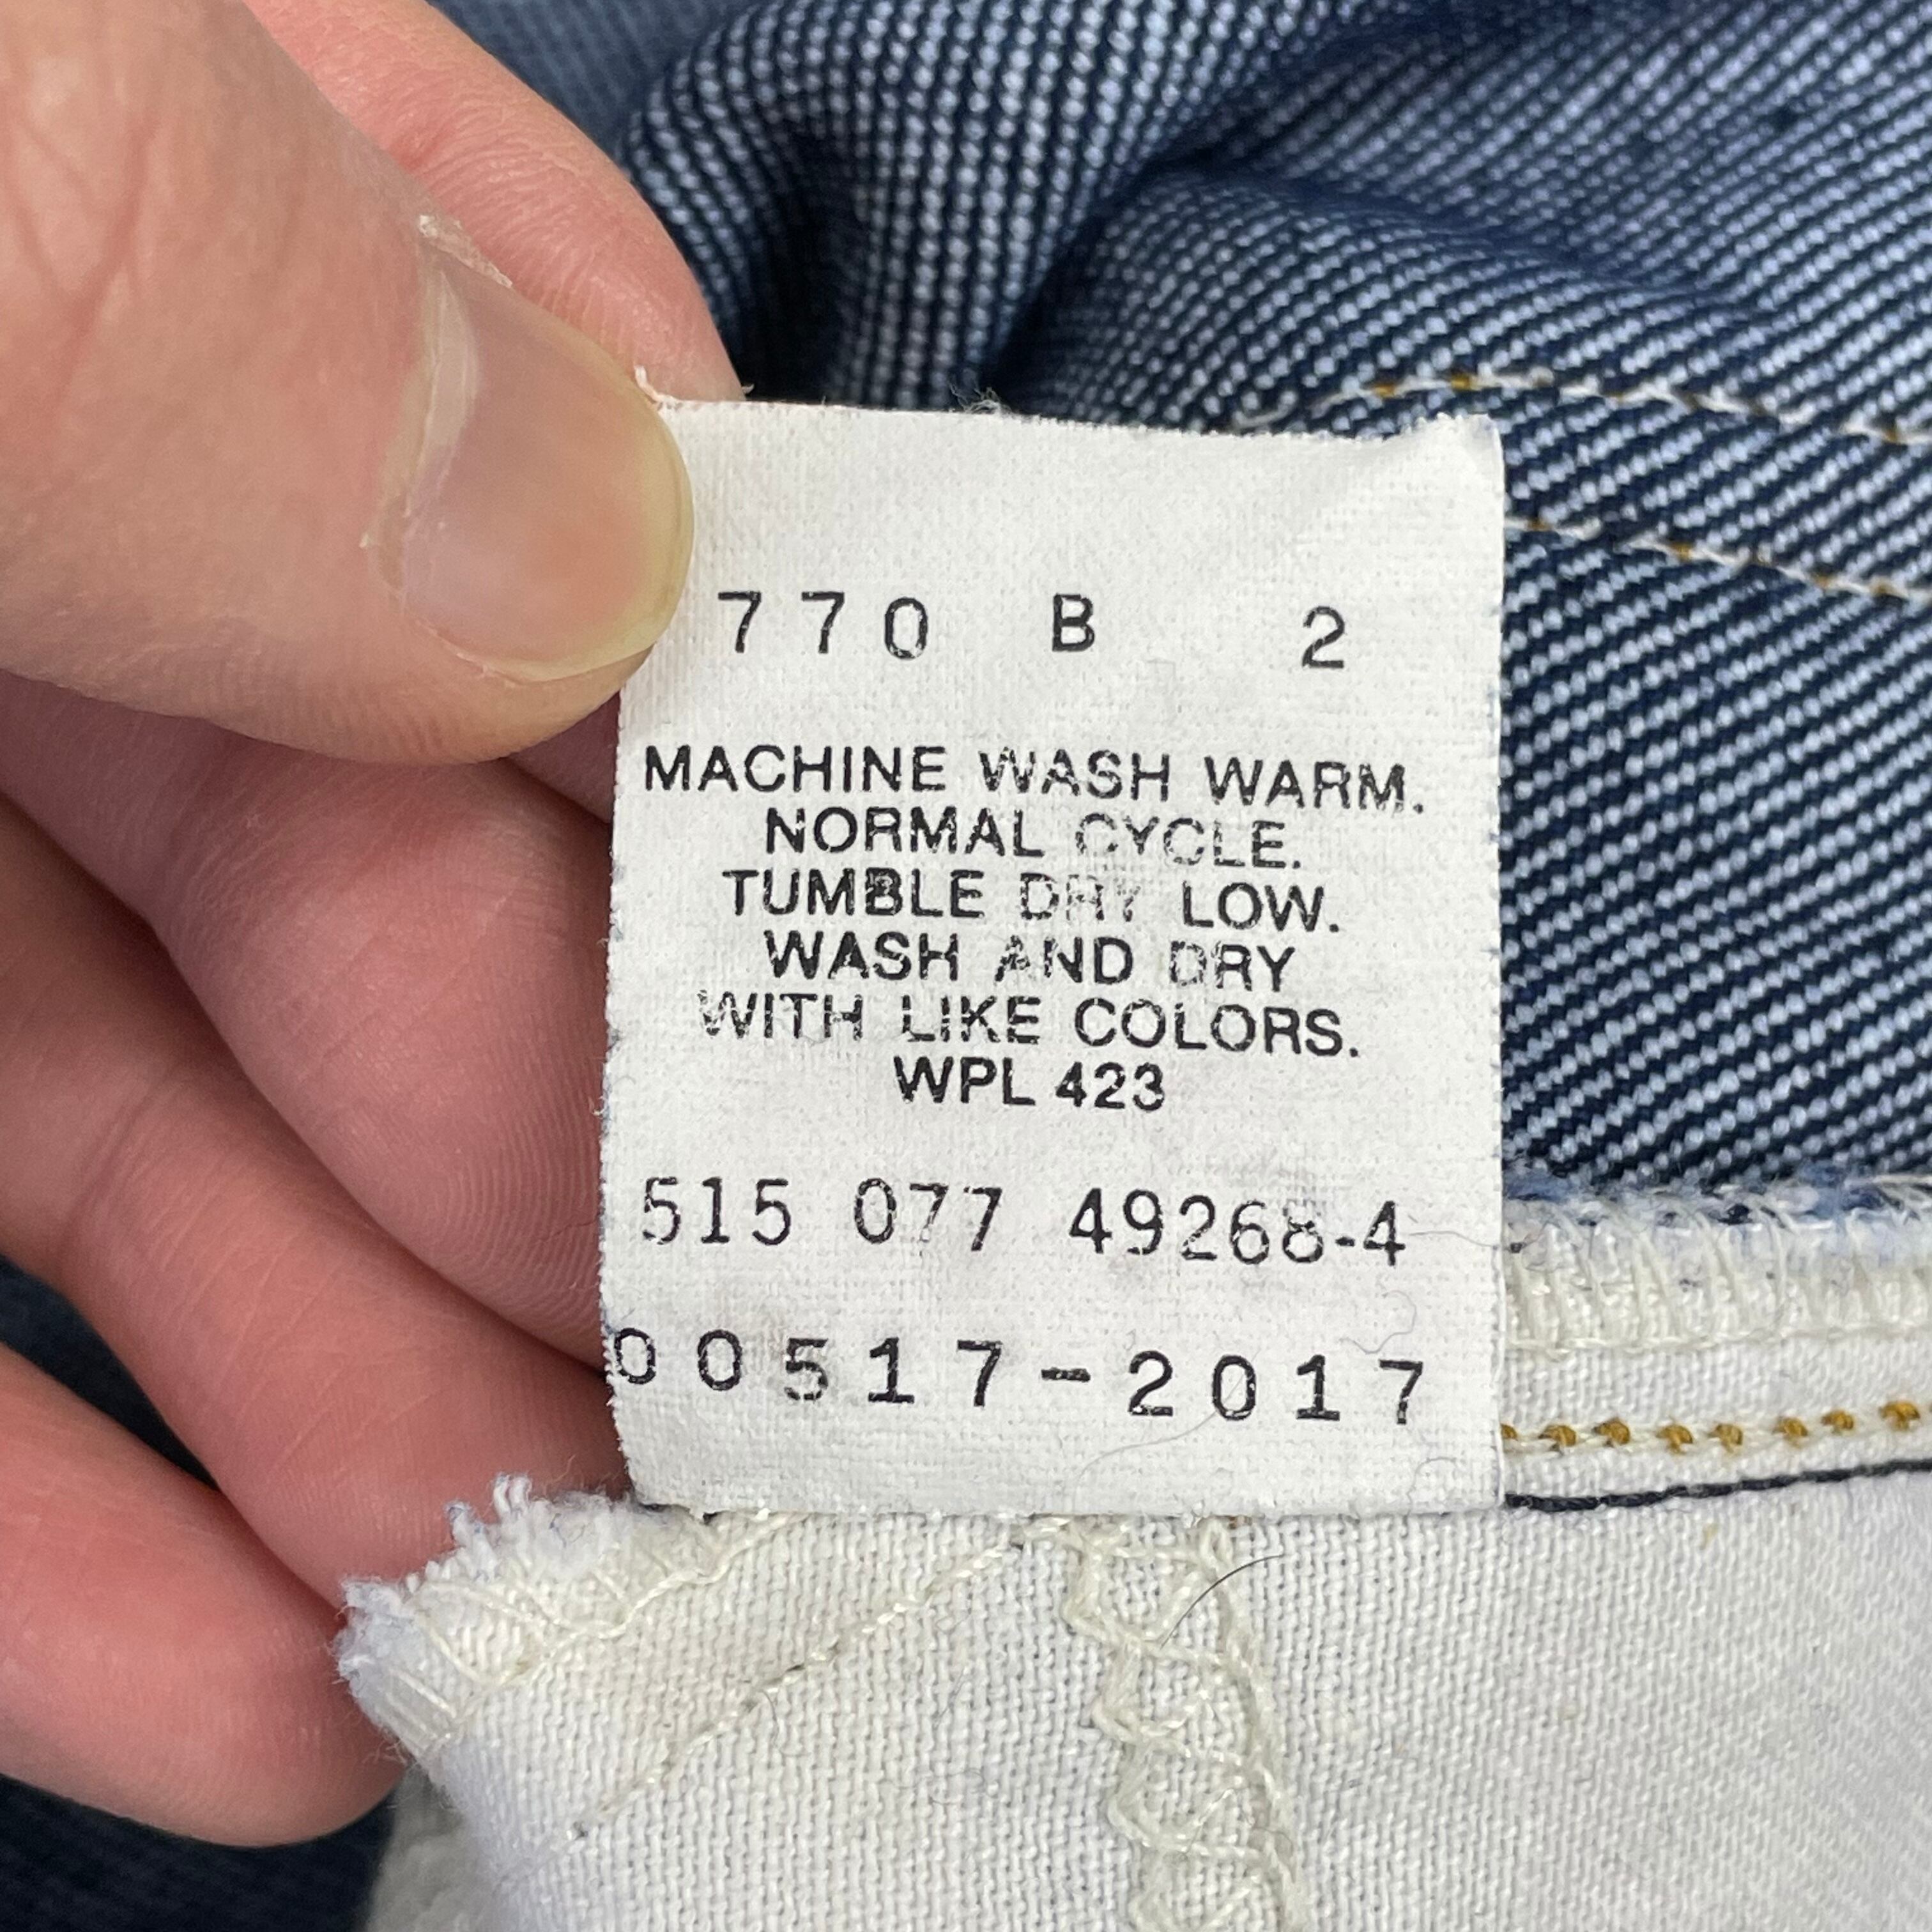 770 B 2
MACHINE WASH WARM.
NORMAL CYCLE.
TUMBLE DRY LOW.
WASH AND DRY
WITH LIKE COLORS.
WPL 423
515 077 49268-4
00517-2017